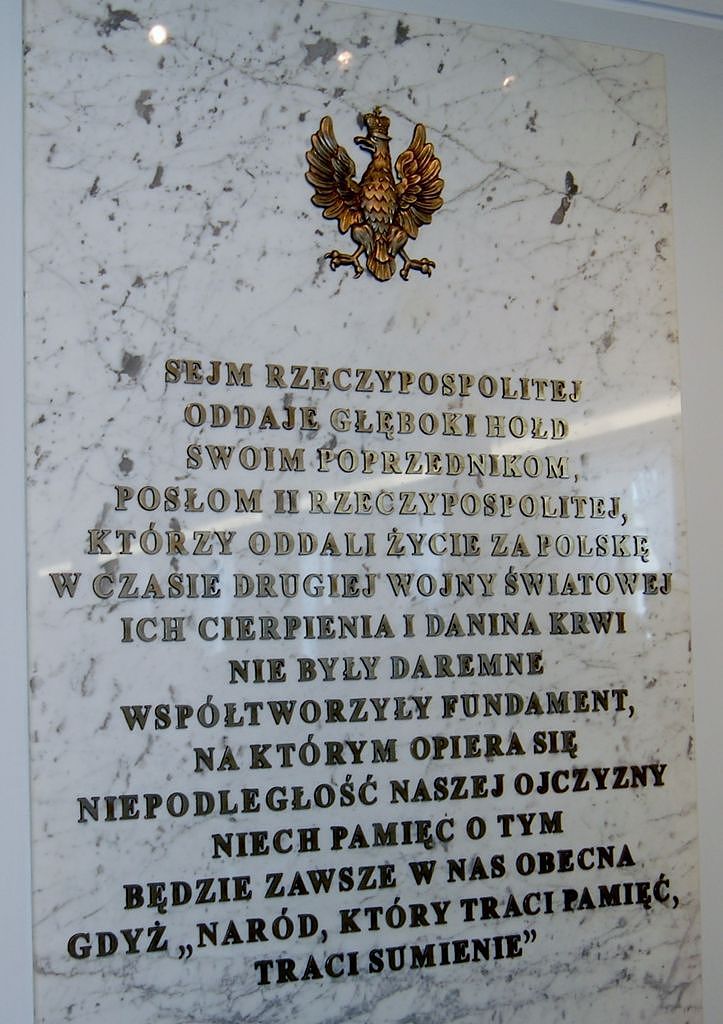 SEJM RZECZYPOSPOLITEJ
ODDAJE GŁĘBOKI HOŁD
SWOIM POPRZEDNIKOM,
POSŁOM II RZECZYPOSPOLITEJ,
KTÓRZY ODDALI ŻYCIE ZA POLSKĘ
W CZASIE DRUGIEJ WOJNY ŚWIATOWEJ
ICH CIERPIENIA I DANINA KRWI
NIE BYŁY DAREMNE
WSPÓŁTWORZYŁY FUNDAMENT,
NA KTÓRYM OPIERA SIĘ
NIEPODLEGŁOŚĆ NASZEJ OJCZYZNY
NIECH PAMIĘĆ O TYM
BĘDZIE ZAWSZE W NAS OBECNA
GDYŻ „NARÓD, KTÓRY TRACI PAMIĘĆ,
TRACI SUMIENIE”